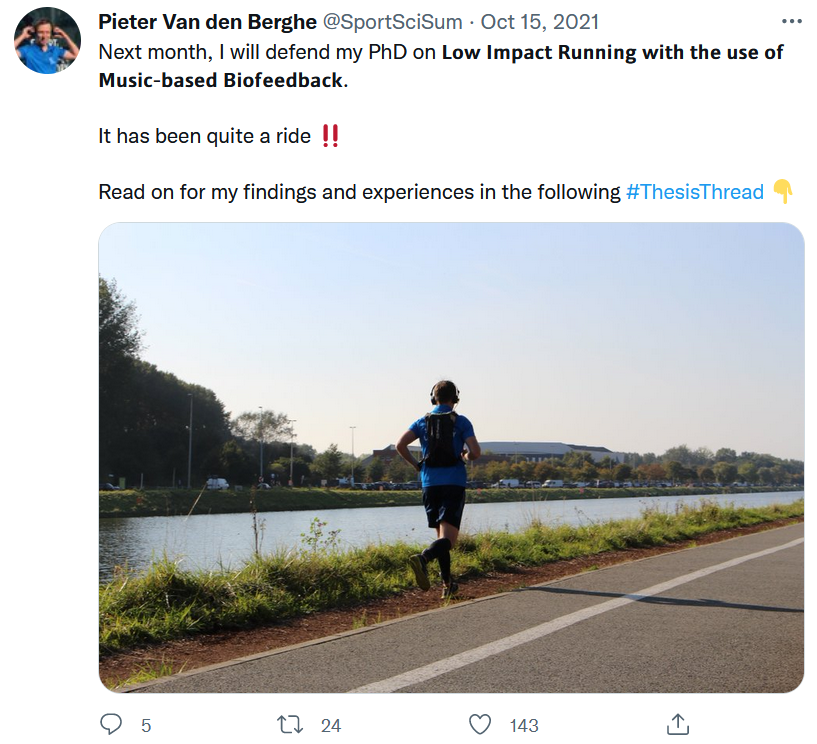 Pieter Van den Berghe @SportSciSum · Oct 15, 2021
Next month, I will defend my PhD on Low Impact Running with the use of
Music-based Biofeedback.
It has been quite a ride ‼️
Read on for my findings and experiences in the following #ThesisThread 👇
5 24 143